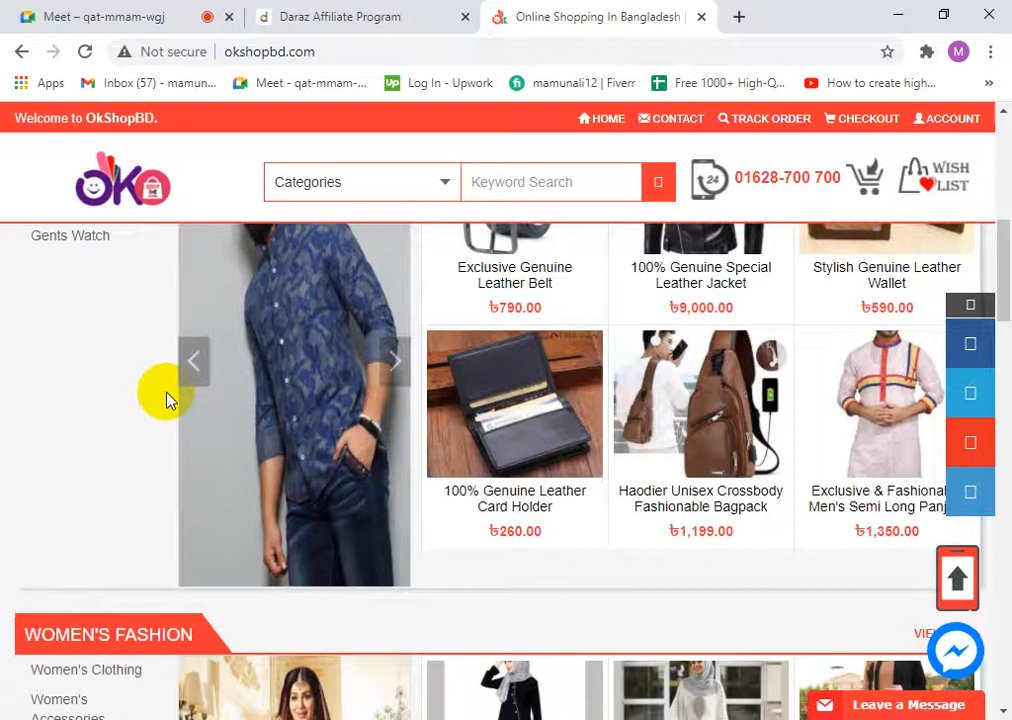 Meet – qat-mmam-wgj
Daraz Affiliate Program
Online Shopping In Bangladesh |
Not secure
okshopbd.com
M
Apps
Inbox (57) - mamun...
Meet - qat-mmam-...
Up
Log In - Upwork
fi
mamunali12 | Fiverr
Free 1000+ High-Q...
How to create high...
Welcome to OkShopBD.
HOME
CONTACT
TRACK ORDER
CHECKOUT
ACCOUNT
OK
Categories
Keyword Search
24
01628-700 700
WISH
LIST
Gents Watch
Exclusive Genuine
Leather Belt
৳790.00
100% Genuine Special
Leather Jacket
৳9,000.00
Stylish Genuine Leather
Wallet
৳590.00
100% Genuine Leather
Card Holder
৳260.00
Haodier Unisex Crossbody
Fashionable Bagpack
৳1,199.00
Exclusive & Fashional
Men's Semi Long Panj
৳1,350.00
WOMEN'S FASHION
VIE
Women's Clothing
Women's
Accessories
Leave a Message